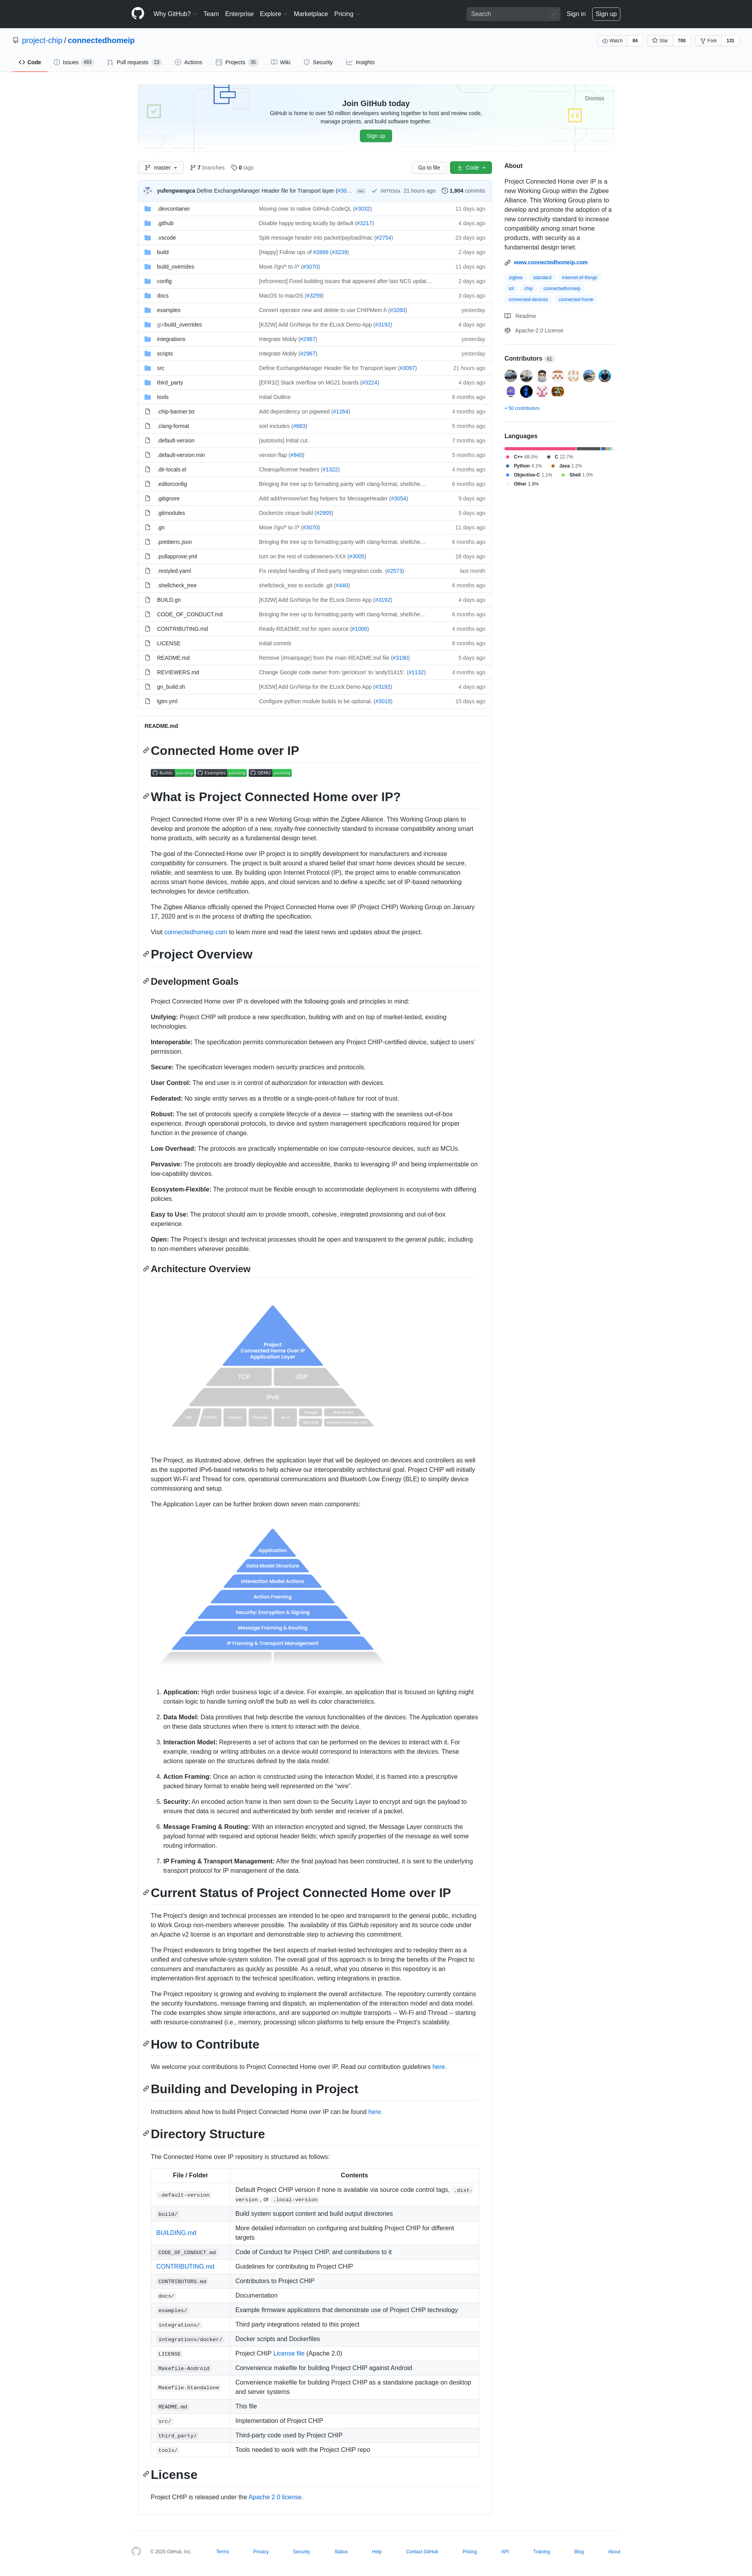 Why GitHub? Team Enterprise Explore Marketplace Pricing Search / Sign in Sign up
project-chip / connectedhomeip
Watch 84 Star 700 Fork 131
Code Issues 493 Pull requests 23 Actions Projects 35 Wiki Security Insights
Dismiss
Join GitHub today
GitHub is home to over 50 million developers working together to host and review code,
manage projects, and build software together.
Sign up
master 7 branches 0 tags Go to file Code
yufengwangca Define ExchangeManager Header file for Transport layer (#30… … 21 hours ago 1,904 commits
.devcontainer Moving over to native GitHub CodeQL (#3032) 11 days ago
.github Disable happy testing locally by default (#3217) 4 days ago
.vscode Split message header into packet/payload/mac (#2754) 23 days ago
build [Happy] Follow ups of #2688 (#3239) 2 days ago
build_overrides Move //gn/* to //* (#3070) 11 days ago
config [nrfconnect] Fixed building issues that appeared after last NCS updat… 2 days ago
docs MacOS to macOS (#3259) 3 days ago
examples Convert operator new and delete to use CHIPMem.h (#3260) yesterday
gn/build_overrides [K32W] Add Gn/Ninja for the ELock Demo App (#3192) 4 days ago
integrations Integrate Mobly (#2967) yesterday
scripts Integrate Mobly (#2967) yesterday
src Define ExchangeManager Header file for Transport layer (#3097) 21 hours ago
third_party [EFR32] Stack overflow on MG21 boards (#3224) 4 days ago
tools Initial Outline 8 months ago
.chip-banner.txt Add dependency on pigweed (#1264) 4 months ago
.clang-format sort includes (#683) 5 months ago
.default-version [autotools] Initial cut. 7 months ago
.default-version.min version flap (#940) 5 months ago
.dir-locals.el Cleanup/license headers (#1322) 4 months ago
.editorconfig Bringing the tree up to formatting parity with clang-format, shellche… 6 months ago
.gitignore Add add/remove/set flag helpers for MessageHeader (#3054) 9 days ago
.gitmodules Dockerize cirque build (#2905) 5 days ago
.gn Move //gn/* to //* (#3070) 11 days ago
.prettierrc.json Bringing the tree up to formatting parity with clang-format, shellche… 6 months ago
.pullapprove.yml turn on the rest of codeowners-XXX (#3005) 16 days ago
.restyled.yaml Fix restyled handling of third-party integration code. (#2573) last month
.shellcheck_tree shellcheck_tree to exclude .git (#440) 6 months ago
BUILD.gn [K32W] Add Gn/Ninja for the ELock Demo App (#3192) 4 days ago
CODE_OF_CONDUCT.md Bringing the tree up to formatting parity with clang-format, shellche… 6 months ago
CONTRIBUTING.md Ready README.md for open source (#1000) 4 months ago
LICENSE Initial commit 8 months ago
README.md Remove {#mainpage} from the main README.md file (#3190) 5 days ago
REVIEWERS.md Change Google code owner from 'gerickson' to 'andy31415'. (#1132) 4 months ago
gn_build.sh [K32W] Add Gn/Ninja for the ELock Demo App (#3192) 4 days ago
lgtm.yml Configure python module builds to be optional. (#3018) 15 days ago
About
Project Connected Home over IP is a
new Working Group within the Zigbee
Alliance. This Working Group plans to
develop and promote the adoption of a
new connectivity standard to increase
compatibility among smart home
products, with security as a
fundamental design tenet.
www.connectedhomeip.com
zigbee standard internet-of-things
iot chip connectedhomeip
connected-devices connected-home
Readme
Apache-2.0 License
Contributors 61
+ 50 contributors
Languages
C++ 68.0% C 22.7%
Python 4.1% Java 1.2%
Objective-C 1.1% Shell 1.0%
Other 1.9%
README.md
Connected Home over IP
Builds passing Examples passing QEMU passing
What is Project Connected Home over IP?
Project Connected Home over IP is a new Working Group within the Zigbee Alliance. This Working Group plans to
develop and promote the adoption of a new, royalty-free connectivity standard to increase compatibility among smart
home products, with security as a fundamental design tenet.
The goal of the Connected Home over IP project is to simplify development for manufacturers and increase
compatibility for consumers. The project is built around a shared belief that smart home devices should be secure,
reliable, and seamless to use. By building upon Internet Protocol (IP), the project aims to enable communication
across smart home devices, mobile apps, and cloud services and to define a specific set of IP-based networking
technologies for device certification.
The Zigbee Alliance officially opened the Project Connected Home over IP (Project CHIP) Working Group on January
17, 2020 and is in the process of drafting the specification.
Visit connectedhomeip.com to learn more and read the latest news and updates about the project.
Project Overview
Development Goals
Project Connected Home over IP is developed with the following goals and principles in mind:
Unifying: Project CHIP will produce a new specification, building with and on top of market-tested, existing
technologies.
Interoperable: The specification permits communication between any Project CHIP-certified device, subject to users'
permission.
Secure: The specification leverages modern security practices and protocols.
User Control: The end user is in control of authorization for interaction with devices.
Federated: No single entity serves as a throttle or a single-point-of-failure for root of trust.
Robust: The set of protocols specify a complete lifecycle of a device — starting with the seamless out-of-box
experience, through operational protocols, to device and system management specifications required for proper
function in the presence of change.
Low Overhead: The protocols are practically implementable on low compute-resource devices, such as MCUs.
Pervasive: The protocols are broadly deployable and accessible, thanks to leveraging IP and being implementable on
low-capability devices.
Ecosystem-Flexible: The protocol must be flexible enough to accommodate deployment in ecosystems with differing
policies.
Easy to Use: The protocol should aim to provide smooth, cohesive, integrated provisioning and out-of-box
experience.
Open: The Project's design and technical processes should be open and transparent to the general public, including
to non-members wherever possible.
Architecture Overview
Project
Connected Home Over IP
Application Layer
TCP UDP
IPv6
As the pyramid, as illustrated above, defines the application layer that will be deployed on devices and controllers as well
as the supported IPv6-based networks to help achieve our interoperability architectural goal. Project CHIP will initially
support Wi-Fi and Thread for core, operational communications and Bluetooth Low Energy (BLE) to simplify device
commissioning and setup.
The Application Layer can be further broken down seven main components:
Application
Data Model Structure
Interaction Model Actions
Action Framing
Security: Encryption & Signing
Message Framing & Routing
IP Framing & Transport Management
1. Application: High order business logic of a device. For example, an application that is focused on lighting might
contain logic to handle turning on/off the bulb as well its color characteristics.
2. Data Model: Data primitives that help describe the various functionalities of the devices. The Application operates
on these data structures when there is intent to interact with the device.
3. Interaction Model: Represents a set of actions that can be performed on the devices to interact with it. For
example, reading or writing attributes on a device would correspond to interactions with the devices. These
actions operate on the structures defined by the data model.
4. Action Framing: Once an action is constructed using the Interaction Model, it is framed into a prescriptive
packed binary format to enable being well represented on the "wire".
5. Security: An encoded action frame is then sent down to the Security Layer to encrypt and sign the payload to
ensure that data is secured and authenticated by both sender and receiver of a packet.
6. Message Framing & Routing: With an interaction encrypted and signed, the Message Layer constructs the
payload format with required and optional header fields; which specify properties of the message as well some
routing information.
7. IP Framing & Transport Management: After the final payload has been constructed, it is sent to the underlying
transport protocol for IP management of the data.
Current Status of Project Connected Home over IP
The Project's design and technical processes are intended to be open and transparent to the general public, including
to Work Group non-members wherever possible. The availability of this GitHub repository and its source code under
an Apache v2 license is an important and demonstrable step to achieving this commitment.
The Project endeavors to bring together the best aspects of market-tested technologies and to redeploy them as a
unified and cohesive whole-system solution. The overall goal of this approach is to bring the benefits of the Project to
consumers and manufacturers as quickly as possible. As a result, what you observe in this repository is an
implementation-first approach to the technical specification, vetting integrations in practice.
The Project repository is growing and evolving to implement the overall architecture. The repository currently contains
the security foundations, message framing and dispatch, an implementation of the interaction model and data model.
The code examples show simple interactions, and are supported on multiple transports -- Wi-Fi and Thread -- starting
with resource-constrained (i.e., memory, processing) silicon platforms to help ensure the Project's scalability.
How to Contribute
We welcome your contributions to Project Connected Home over IP. Read our contribution guidelines here.
Building and Developing in Project
Instructions about how to build Project Connected Home over IP can be found here.
Directory Structure
The Connected Home over IP repository is structured as follows:
File / Folder Contents
.default-version Default Project CHIP version if none is available via source code control tags, .dist-
version , or .local-version
build/ Build system support content and build output directories
BUILDING.md More detailed information on configuring and building Project CHIP for different
targets
CODE_OF_CONDUCT.md Code of Conduct for Project CHIP, and contributions to it
CONTRIBUTING.md Guidelines for contributing to Project CHIP
CONTRIBUTORS.md Contributors to Project CHIP
docs/ Documentation
examples/ Example firmware applications that demonstrate use of Project CHIP technology
integrations/ Third party integrations related to this project
integrations/docker/ Docker scripts and Dockerfiles
LICENSE Project CHIP License file (Apache 2.0)
Makefile-Android Convenience makefile for building Project CHIP against Android
Makefile-Standalone Convenience makefile for building Project CHIP as a standalone package on desktop
and server systems
README.md This file
src/ Implementation of Project CHIP
third_party/ Third-party code used by Project CHIP
tools/ Tools needed to work with the Project CHIP repo
License
Project CHIP is released under the Apache 2.0 license.
© 2020 GitHub, Inc. Terms Privacy Security Status Help Contact GitHub Pricing API Training Blog About